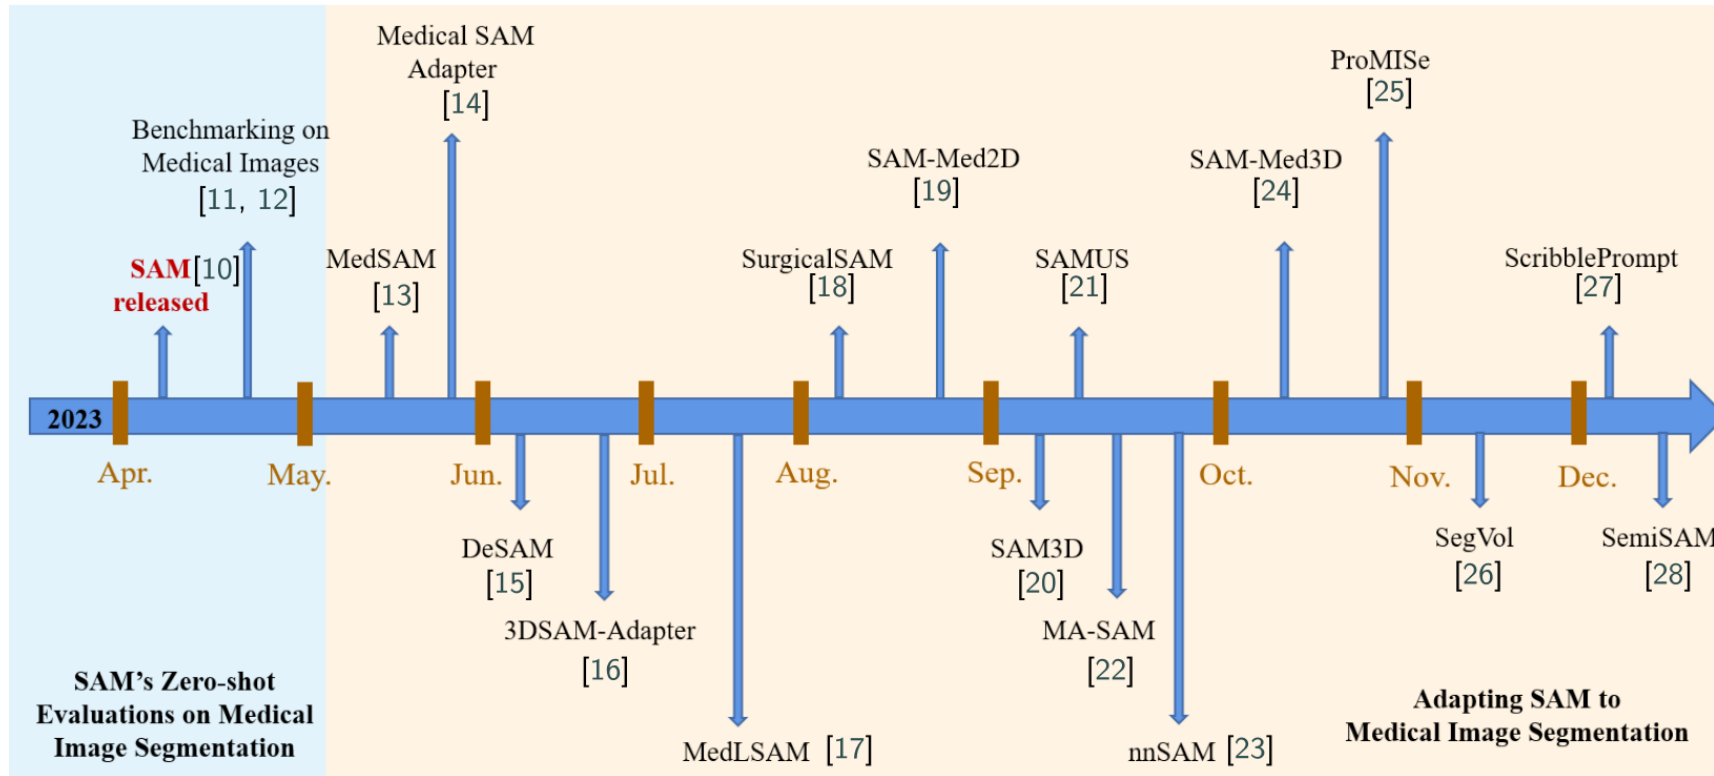 Medical SAM
Adapter
[14]
ProMISe
[25]
Benchmarking on
Medical Images
[11, 12]
SAM-Med2D
[19]
SAM-Med3D
[24]
SAM[10]
released
MedSAM
[13]
SurgicalSAM
[18]
SAMUS
[21]
ScribblePrompt
[27]
2023
Apr.
May.
Jun.
Jul.
Aug.
Sep.
Oct.
Nov.
Dec.
DeSAM
[15]
SAM3D
[20]
SegVol
[26]
SemiSAM
[28]
3DSAM-Adapter
[16]
MA-SAM
[22]
MedLSAM [17]
nnSAM [23]
SAM's Zero-shot
Evaluations on Medical
Image Segmentation
Adapting SAM to
Medical Image Segmentation